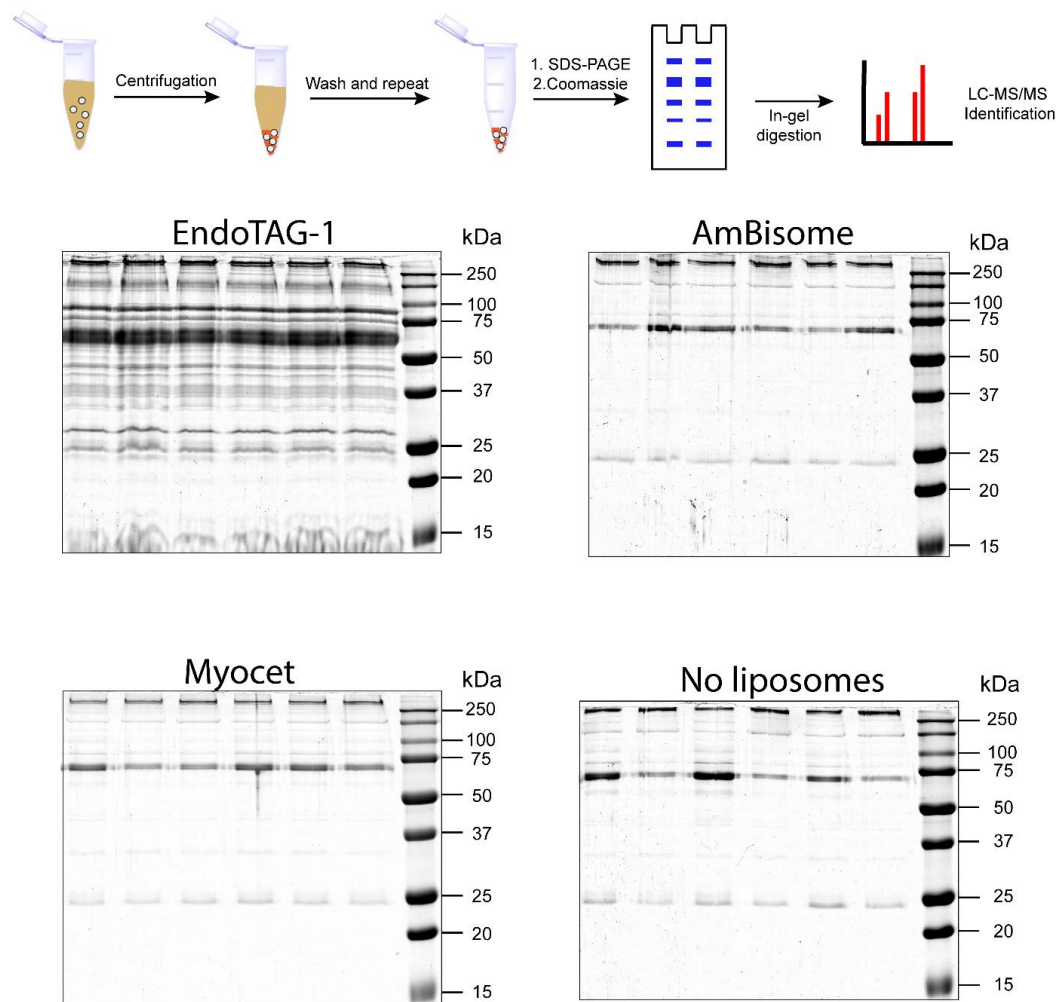 Centrifugation
Wash and repeat
1. SDS-PAGE
2.Coomassie
In-gel
digestion
LC-MS/MS
Identification
EndoTAG-1
kDa
250
100
75
50
37
25
20
15
AmBisome
kDa
250
100
75
50
37
25
20
15
Myocet
kDa
250
100
75
50
37
25
20
15
No liposomes
kDa
250
100
75
50
37
25
20
15